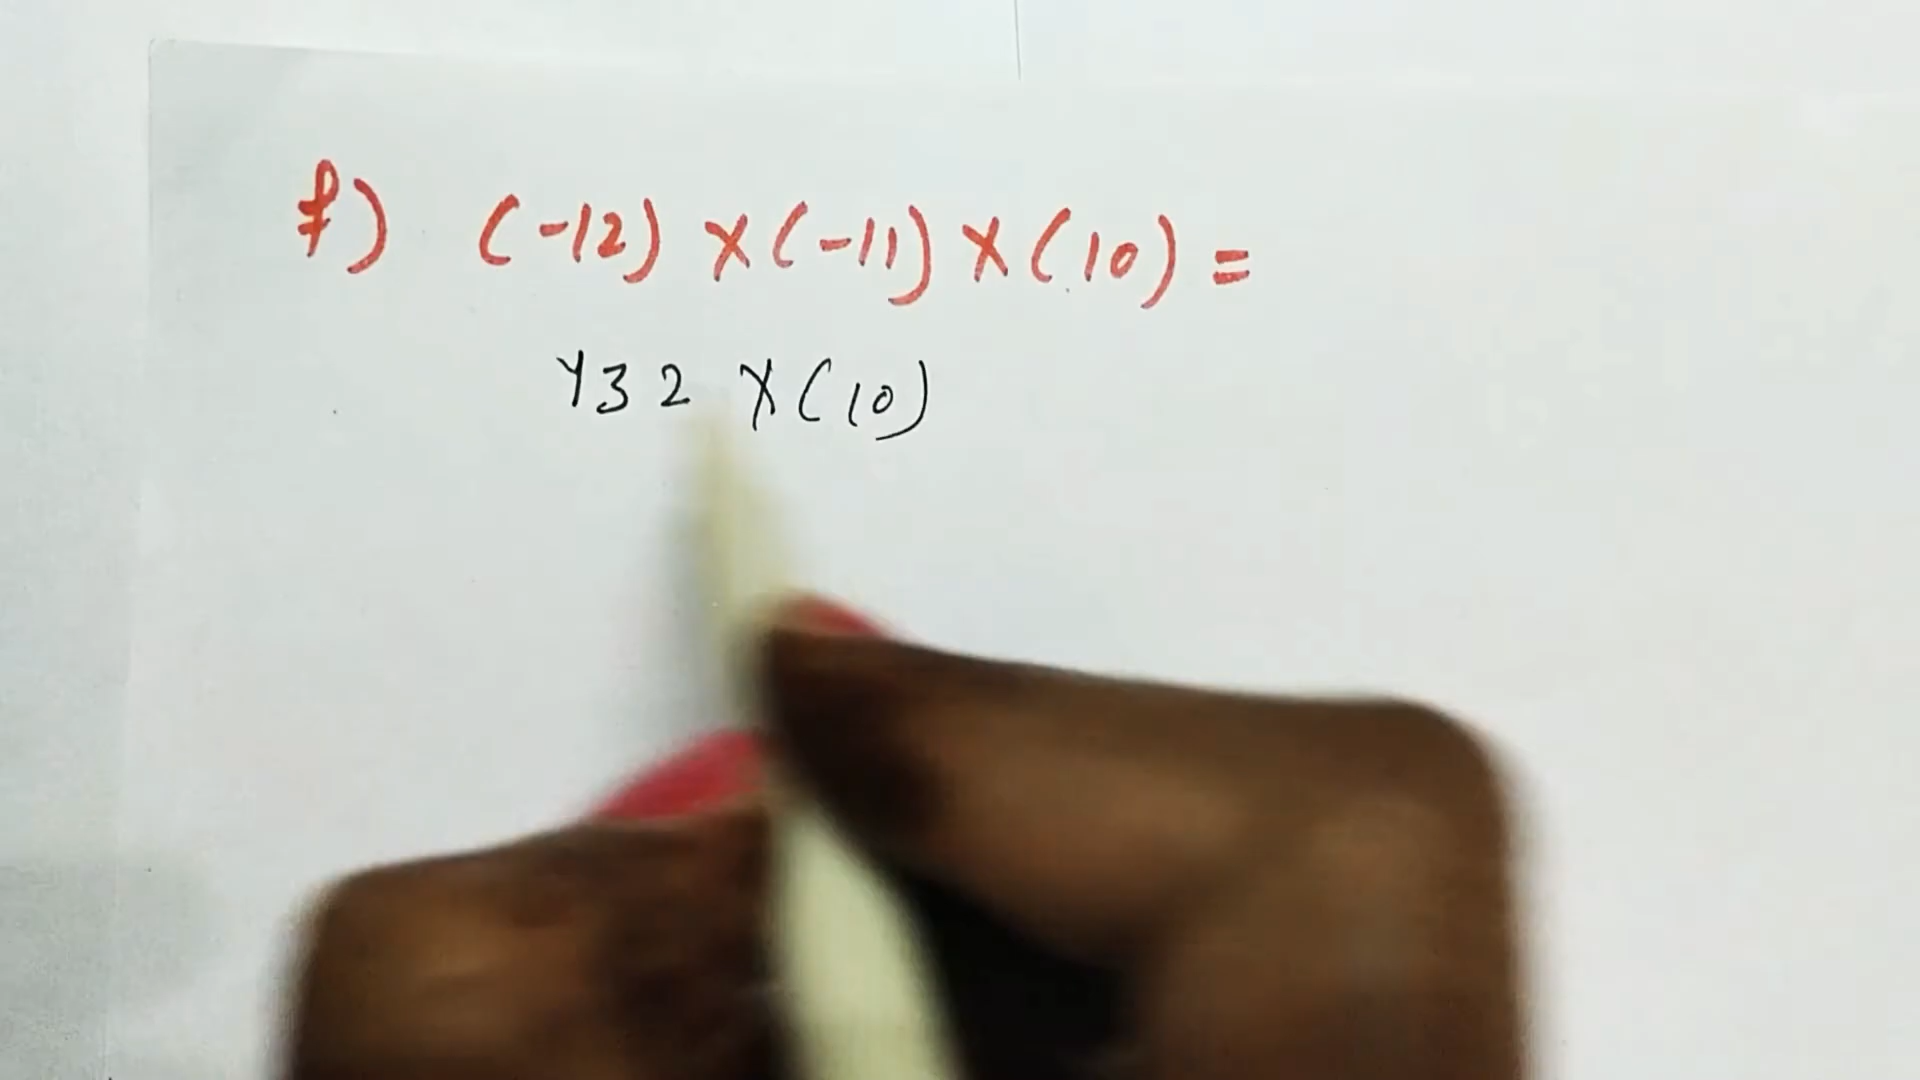 f) (-12) X (-11) X (10) =
132 X (10)